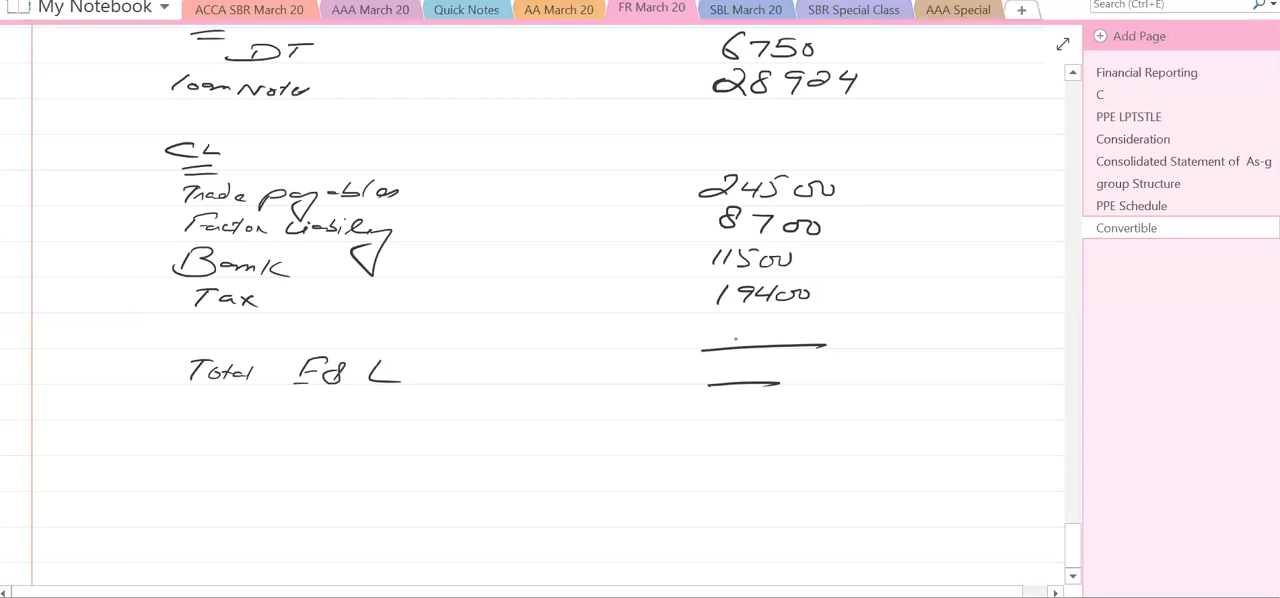 My Notebook
ACCA SBR March 20
AAA March 20
Quick Notes
AA March 20
FR March 20
SBL March 20
SBR Special Class
AAA Special
Search (Ctrl+E)
Add Page
Financial Reporting
C
PPE LPTSTLE
Consideration
Consolidated Statement of As-g
group Structure
PPE Schedule
Convertible
DT 6750
loan Note 28924
CL
Trade payables 24500
Factor Liability 8700
Bank 11500
Tax 19400
Total E & L